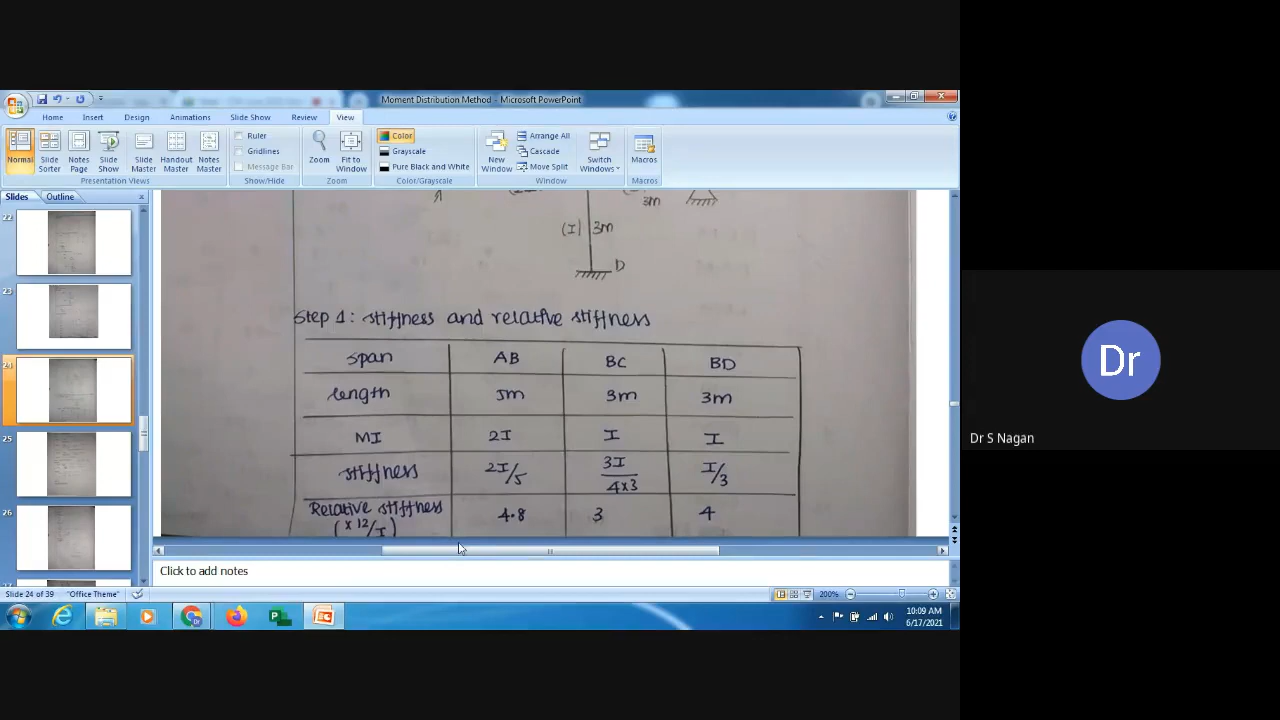 Moment Distribution Method - Microsoft PowerPoint
Home Insert Design Animations Slide Show Review View
Normal Slide Sorter Notes Page Slide Show Slide Master Handout Master Notes Master
Presentation Views
Ruler
Gridlines
Message Bar
Show/Hide
Zoom Fit to Window
Zoom
Color
Grayscale
Pure Black and White
Color/Grayscale
New Window
Arrange All
Cascade
Move Split
Switch Windows
Window
Macros
Macros
Slides Outline
22
23
24
25
26
A
3m
(I) 3m
D
Step 1: stiffness and relative stiffness
span AB BC BD
length 5m 3m 3m
MI 2I I I
stiffness 2I/5 3I/4x3 I/3
Relative stiffness 4.8 3 4
(x 12/I)
Click to add notes
Slide 24 of 39 "Office Theme" 200%
10:09 AM
6/17/2021
Dr
Dr S Nagan